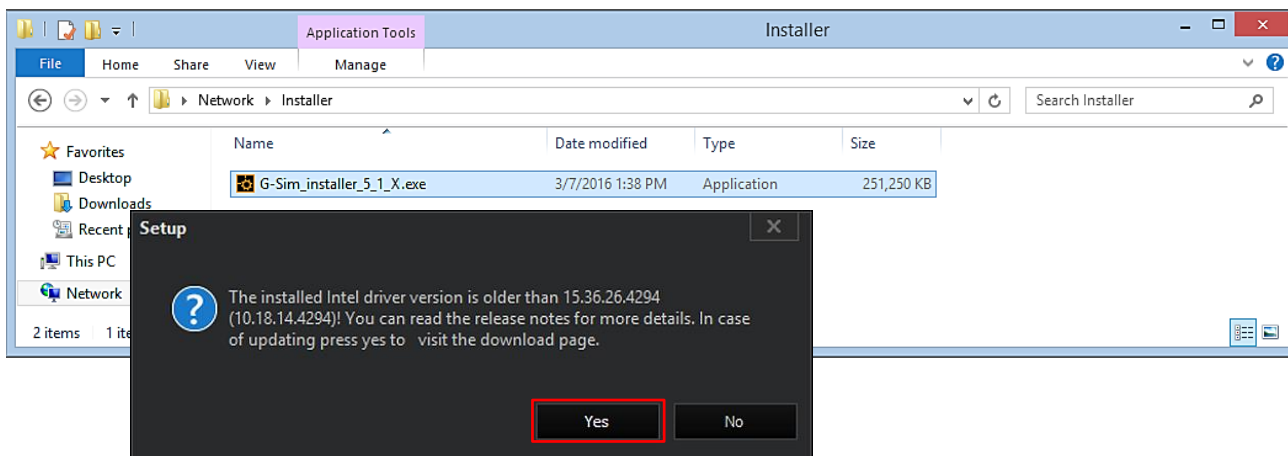 Application Tools
Installer
File Home Share View Manage
Network Installer
Search Installer
Name Date modified Type Size
Favorites
Desktop
Downloads
Recent
This PC
Network
G-Sim_installer_5_1_X.exe 3/7/2016 1:38 PM Application 251,250 KB
Setup
The installed Intel driver version is older than 15.36.26.4294
(10.18.14.4294)! You can read the release notes for more details. In case
of updating press yes to visit the download page.
Yes No
2 items 1 ite